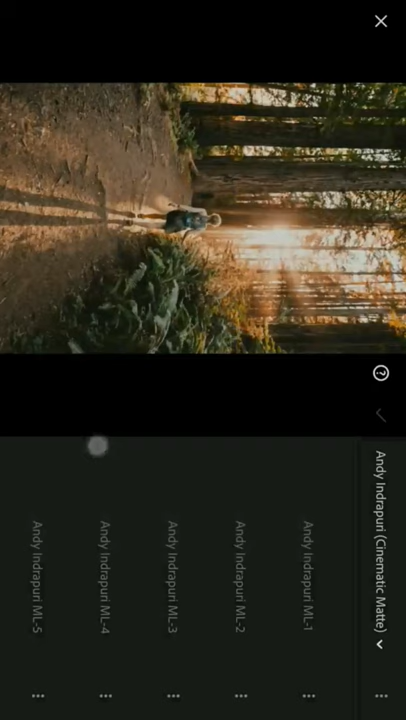 Andy Indrapuri (Cinematic Matte)
Andy Indrapuri ML-1
Andy Indrapuri ML-2
Andy Indrapuri ML-3
Andy Indrapuri ML-4
Andy Indrapuri ML-5